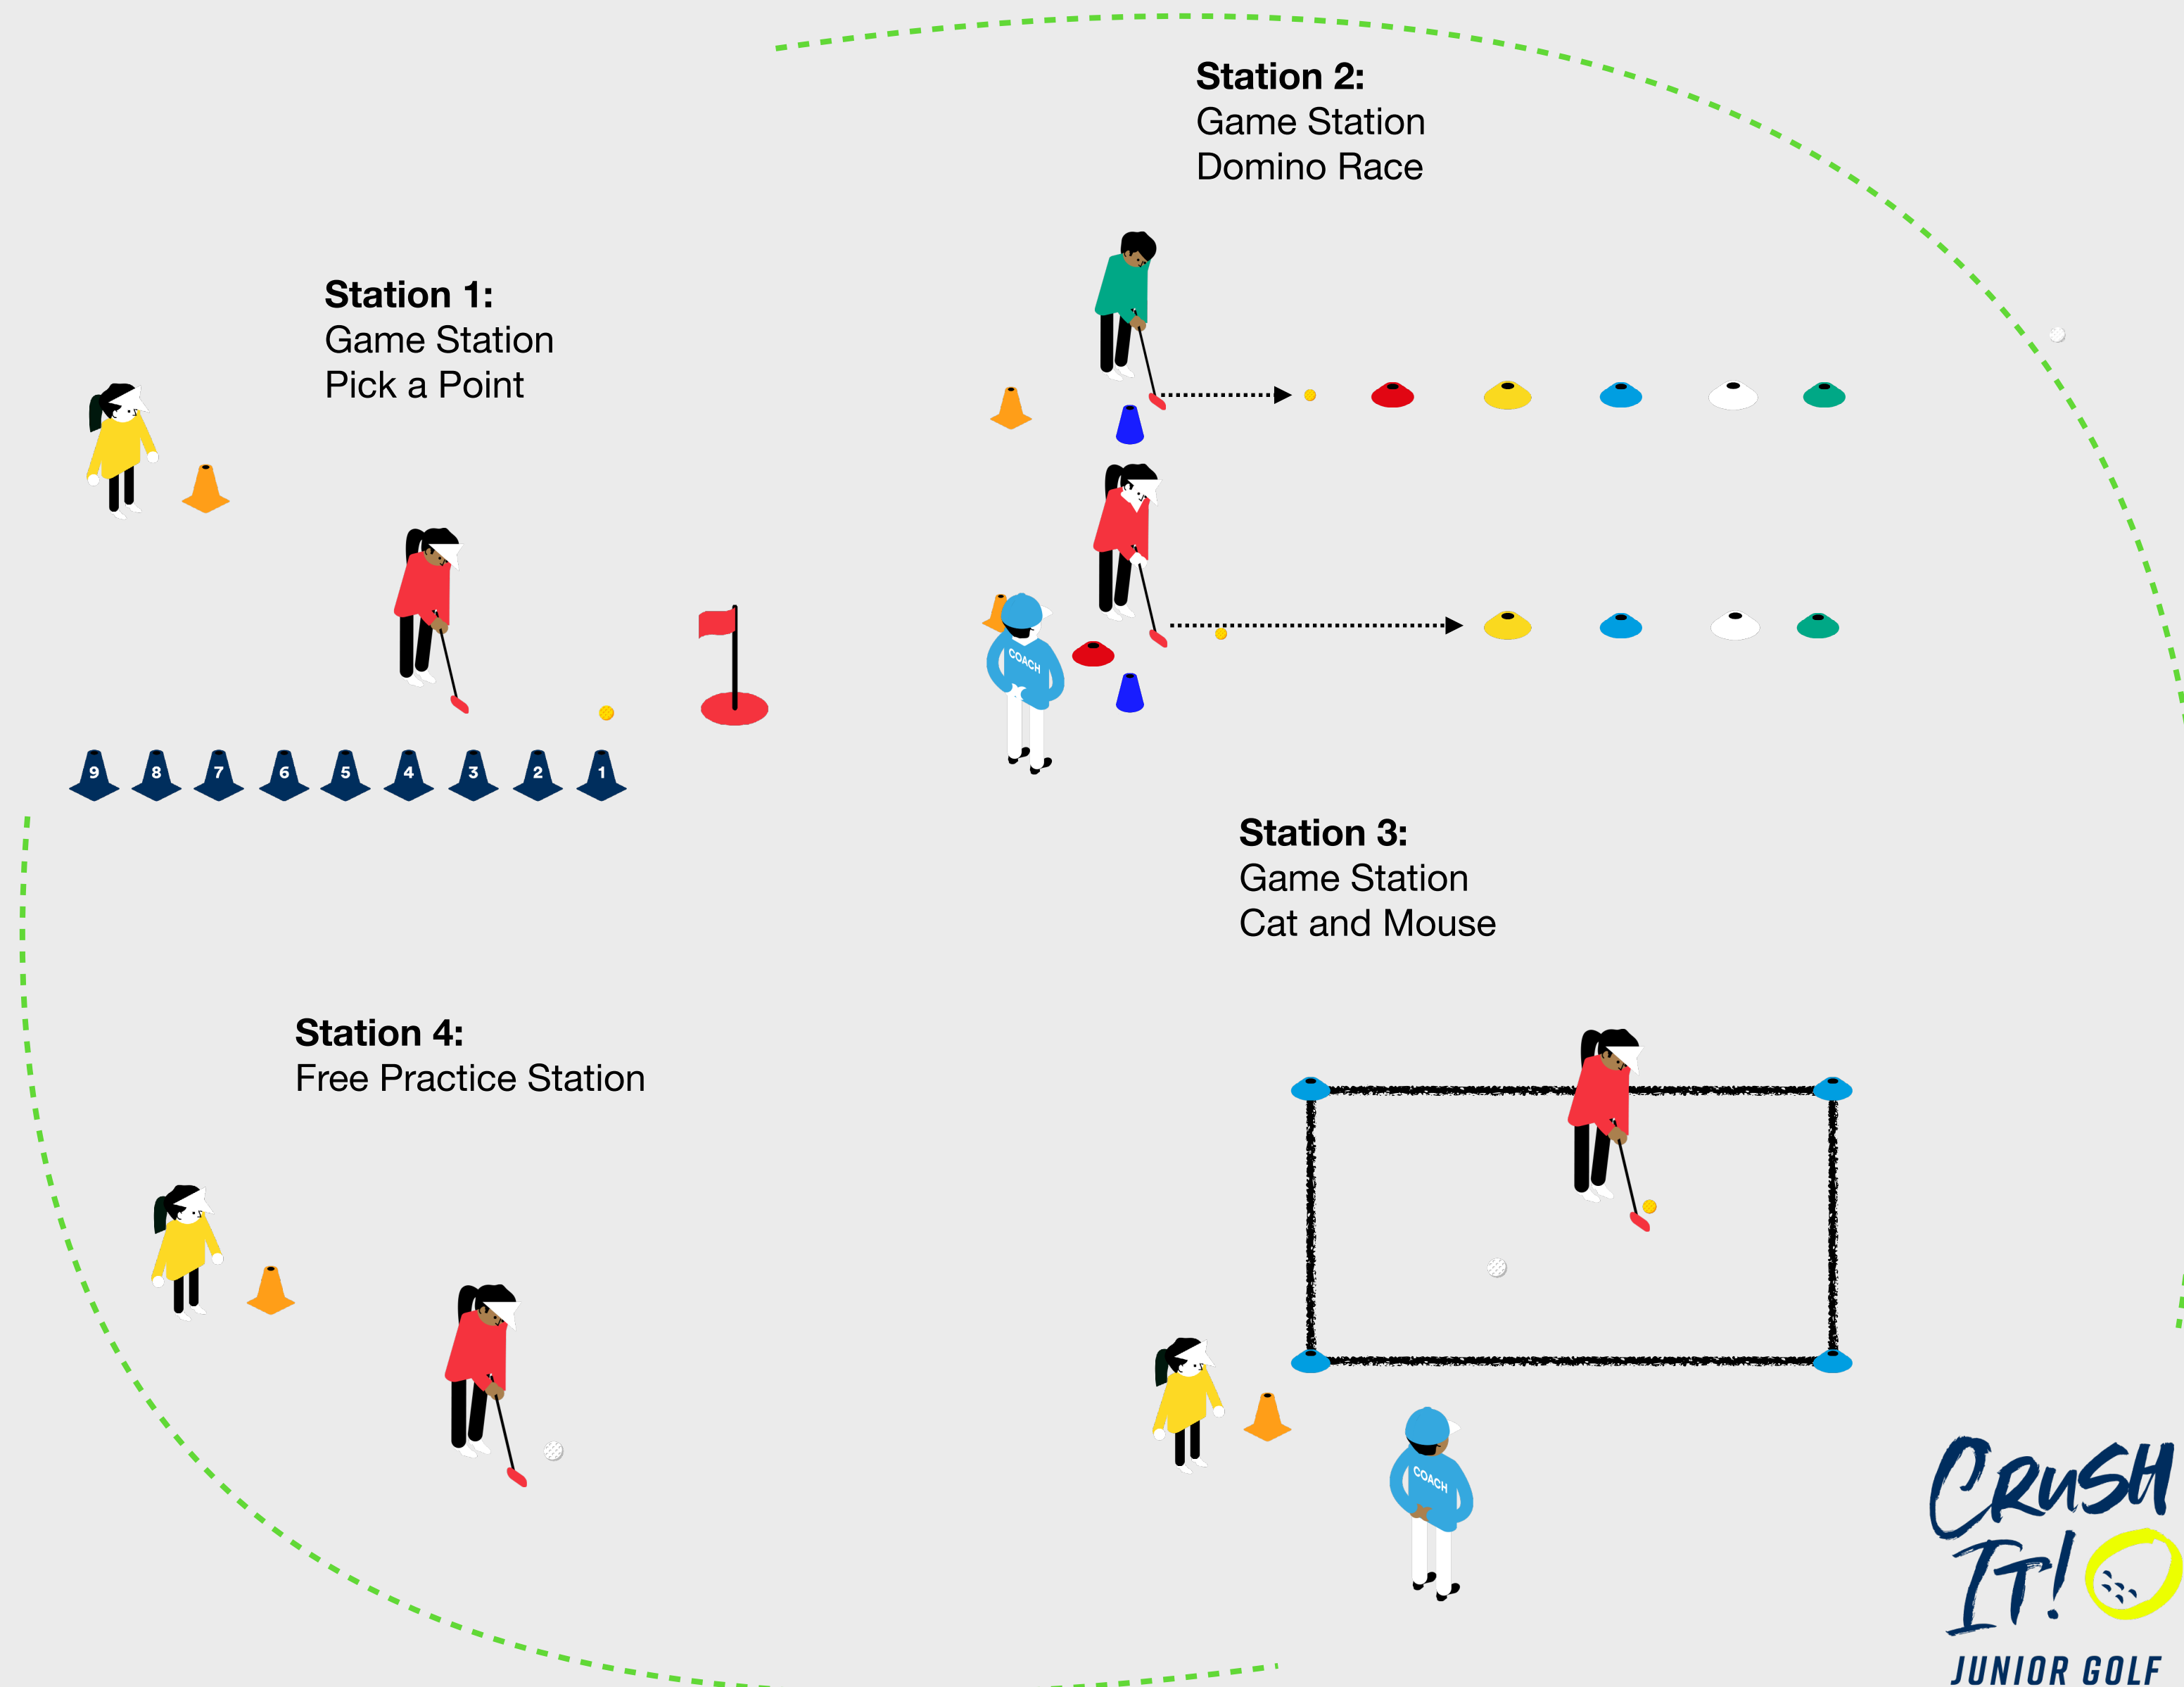 Station 1:
Game Station
Pick a Point
9 8 7 6 5 4 3 2 1
Station 2:
Game Station
Domino Race
COACH
Station 3:
Game Station
Cat and Mouse
COACH
Station 4:
Free Practice Station
CRUSH
IT!
JUNIOR GOLF